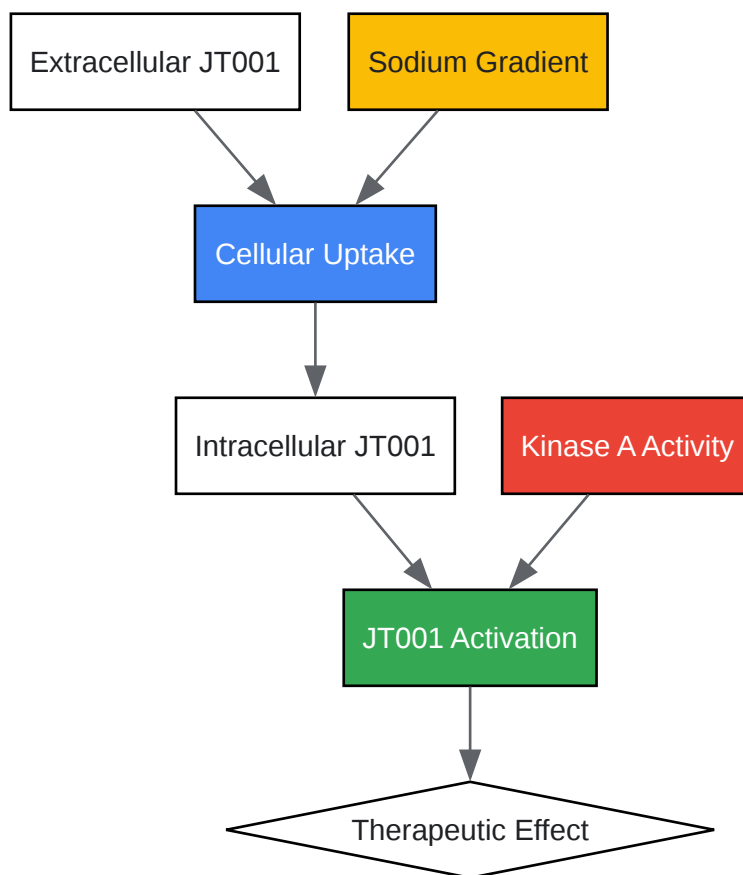 Extracellular JT001
Sodium Gradient
Cellular Uptake
Intracellular JT001
Kinase A Activity
JT001 Activation
Therapeutic Effect